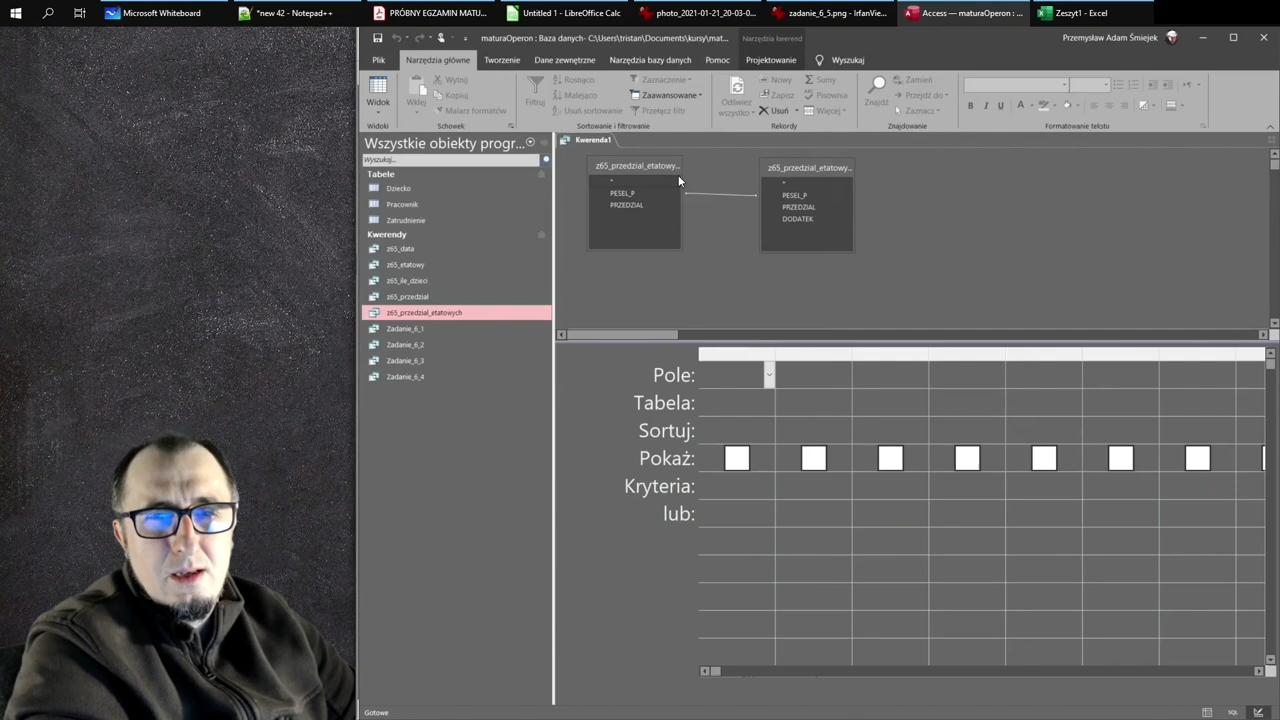 Microsoft Whiteboard
*new 42 - Notepad++
PRÓBNY EGZAMIN MATU...
Untitled 1 - LibreOffice Calc
photo_2021-01-21_20-03-0...
zadanie_6_5.png - IrfanVie...
Access — maturaOperon : ...
Zeszyt1 - Excel
maturaOperon : Baza danych- C:\Users\tristan\Documents\kursy\mat...
Narzędzia kwerend
Przemysław Adam Śmiejek
Plik
Narzędzia główne
Tworzenie
Dane zewnętrzne
Narzędzia bazy danych
Pomoc
Projektowanie
Wyszukaj
Widok
Widoki
Wklej
Wytnij
Kopiuj
Malarz formatów
Schowek
Filtruj
Rosnąco
Malejąco
Usuń sortowanie
Zaznaczenie
Zaawansowane
Przełącz filtr
Sortowanie i filtrowanie
Odśwież
wszystko
Nowy
Zapisz
Usuń
Sumy
Pisownia
Więcej
Rekordy
Znajdź
Zamień
Przejdź do
Zaznacz
Znajdowanie
B I U
Formatowanie tekstu
Wszystkie obiekty progr...
Wyszukaj...
Tabele
Dziecko
Pracownik
Zatrudnienie
Kwerendy
z65_data
z65_etatowy
z65_ile_dzieci
z65_przedzial
z65_przedzial_etatowych
Zadanie_6_1
Zadanie_6_2
Zadanie_6_3
Zadanie_6_4
Kwerenda1
z65_przedzial_etatowy...
*
PESEL_P
PRZEDZIAL
z65_przedzial_etatowy...
*
PESEL_P
PRZEDZIAL
DODATEK
Pole:
Tabela:
Sortuj:
Pokaż:
Kryteria:
lub:
Gotowe
SQL